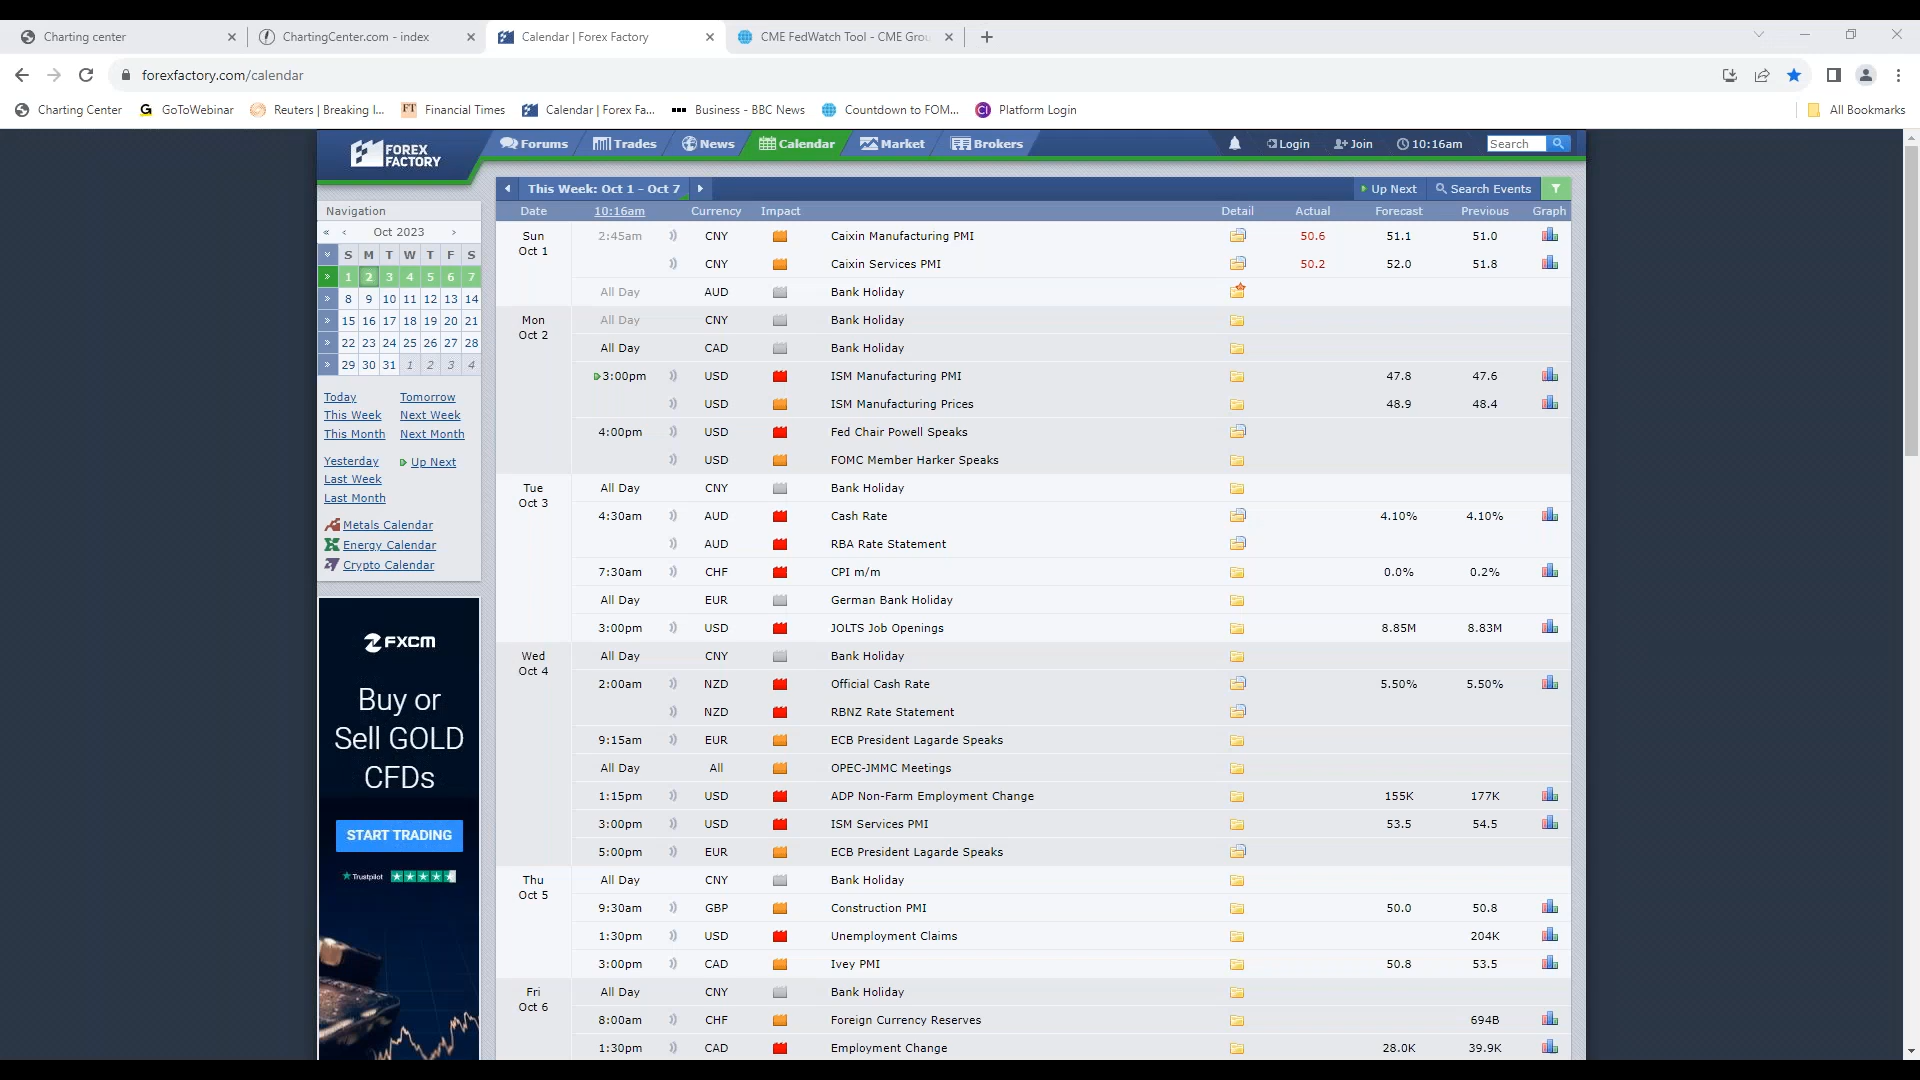 Charting center
ChartingCenter.com - index
Calendar | Forex Factory
CME FedWatch Tool - CME Grou
forexfactory.com/calendar
Charting Center
GoToWebinar
Reuters | Breaking I...
FT Financial Times
Calendar | Forex Fa...
Business - BBC News
Countdown to FOM...
CI Platform Login
All Bookmarks
FOREX FACTORY
Forums Trades News Calendar Market Brokers
Login Join 10:16am Search
This Week: Oct 1 - Oct 7
Up Next Search Events
Navigation
« ‹ Oct 2023 ›
S M T W T F S
1 2 3 4 5 6 7
8 9 10 11 12 13 14
15 16 17 18 19 20 21
22 23 24 25 26 27 28
29 30 31 1 2 3 4
Today Tomorrow
This Week Next Week
This Month Next Month
Yesterday Up Next
Last Week
Last Month
Metals Calendar
Energy Calendar
Crypto Calendar
FXCM
Buy or
Sell GOLD
CFDs
START TRADING
Trustpilot
Date 10:16am Currency Impact Detail Actual Forecast Previous Graph
Sun Oct 1 2:45am CNY Caixin Manufacturing PMI 50.6 51.1 51.0
CNY Caixin Services PMI 50.2 52.0 51.8
All Day AUD Bank Holiday
Mon Oct 2 All Day CNY Bank Holiday
All Day CAD Bank Holiday
3:00pm USD ISM Manufacturing PMI 47.8 47.6
USD ISM Manufacturing Prices 48.9 48.4
4:00pm USD Fed Chair Powell Speaks
USD FOMC Member Harker Speaks
Tue Oct 3 All Day CNY Bank Holiday
4:30am AUD Cash Rate 4.10% 4.10%
AUD RBA Rate Statement
7:30am CHF CPI m/m 0.0% 0.2%
All Day EUR German Bank Holiday
3:00pm USD JOLTS Job Openings 8.85M 8.83M
Wed Oct 4 All Day CNY Bank Holiday
2:00am NZD Official Cash Rate 5.50% 5.50%
NZD RBNZ Rate Statement
9:15am EUR ECB President Lagarde Speaks
All Day All OPEC-JMMC Meetings
1:15pm USD ADP Non-Farm Employment Change 155K 177K
3:00pm USD ISM Services PMI 53.5 54.5
5:00pm EUR ECB President Lagarde Speaks
Thu Oct 5 All Day CNY Bank Holiday
9:30am GBP Construction PMI 50.0 50.8
1:30pm USD Unemployment Claims 204K
3:00pm CAD Ivey PMI 50.8 53.5
Fri Oct 6 All Day CNY Bank Holiday
8:00am CHF Foreign Currency Reserves 694B
1:30pm CAD Employment Change 28.0K 39.9K